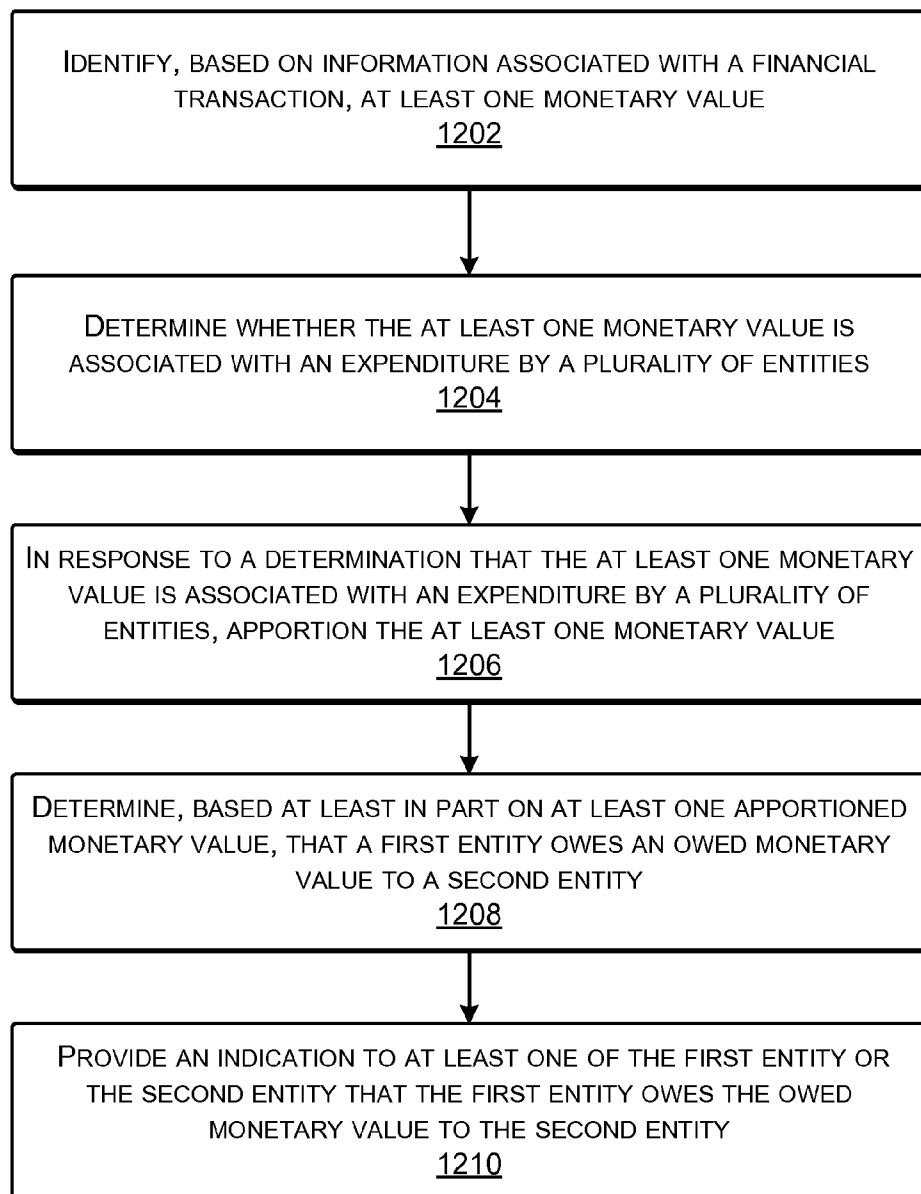 IDENTIFY, BASED ON INFORMATION ASSOCIATED WITH A FINANCIAL
TRANSACTION, AT LEAST ONE MONETARY VALUE
1202
DETERMINE WHETHER THE AT LEAST ONE MONETARY VALUE IS
ASSOCIATED WITH AN EXPENDITURE BY A PLURALITY OF ENTITIES
1204
IN RESPONSE TO A DETERMINATION THAT THE AT LEAST ONE MONETARY
VALUE IS ASSOCIATED WITH AN EXPENDITURE BY A PLURALITY OF
ENTITIES, APPORTION THE AT LEAST ONE MONETARY VALUE
1206
DETERMINE, BASED AT LEAST IN PART ON AT LEAST ONE APPORTIONED
MONETARY VALUE, THAT A FIRST ENTITY OWES AN OWED MONETARY
VALUE TO A SECOND ENTITY
1208
PROVIDE AN INDICATION TO AT LEAST ONE OF THE FIRST ENTITY OR
THE SECOND ENTITY THAT THE FIRST ENTITY OWES THE OWED
MONETARY VALUE TO THE SECOND ENTITY
1210